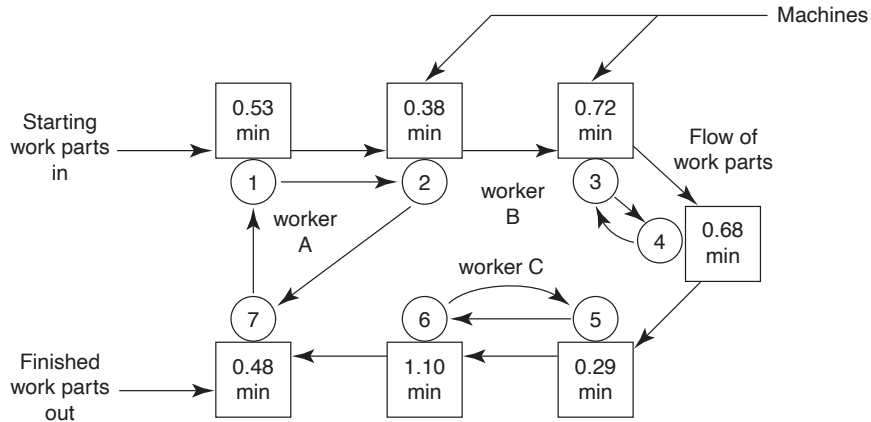 Machines
0.53
min
0.38
min
0.72
min
Starting
work parts
in
Flow of
work parts
1
2
3
worker
A
worker
B
4
0.68
min
worker C
7
6
5
Finished
work parts
out
0.48
min
1.10
min
0.29
min